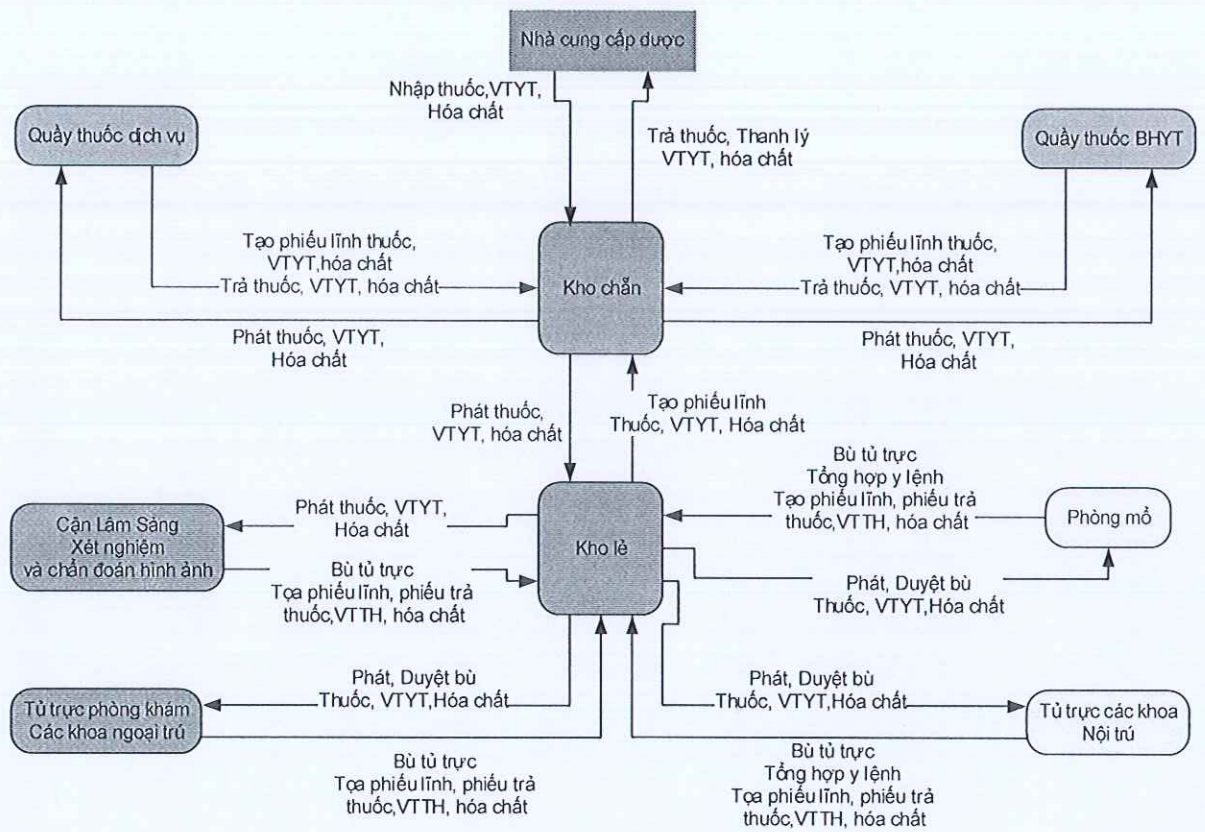 Nhà cung cấp dược
Nhập thuốc,VTYT,
Hóa chất
Trả thuốc, Thanh lý
VTYT, hóa chất
Quầy thuốc dịch vụ
Quầy thuốc BHYT
Tạo phiếu lĩnh thuốc,
VTYT,hóa chất
Trả thuốc, VTYT, hóa chất
Kho chẵn
Tạo phiếu lĩnh thuốc,
VTYT,hóa chất
Trả thuốc, VTYT, hóa chất
Phát thuốc, VTYT,
Hóa chất
Phát thuốc, VTYT,
Hóa chất
Phát thuốc,
VTYT, hóa chất
Tạo phiếu lĩnh
Thuốc, VTYT, Hóa chất
Bù tủ trực
Tổng hợp y lệnh
Tạo phiếu lĩnh, phiếu trả
thuốc,VTTH, hóa chất
Phòng mổ
Cận Lâm Sàng
Xét nghiệm
và chẩn đoán hình ảnh
Phát thuốc, VTYT,
Hóa chất
Kho lẻ
Bù tủ trực
Tọa phiếu lĩnh, phiếu trả
thuốc,VTTH, hóa chất
Phát, Duyệt bù
Thuốc, VTYT,Hóa chất
Tủ trực phòng khám
Các khoa ngoại trú
Phát, Duyệt bù
Thuốc, VTYT,Hóa chất
Phát, Duyệt bù
Thuốc, VTYT,Hóa chất
Tủ trực các khoa
Nội trú
Bù tủ trực
Tọa phiếu lĩnh, phiếu trả
thuốc,VTTH, hóa chất
Bù tủ trực
Tổng hợp y lệnh
Tọa phiếu lĩnh, phiếu trả
thuốc,VTTH, hóa chất